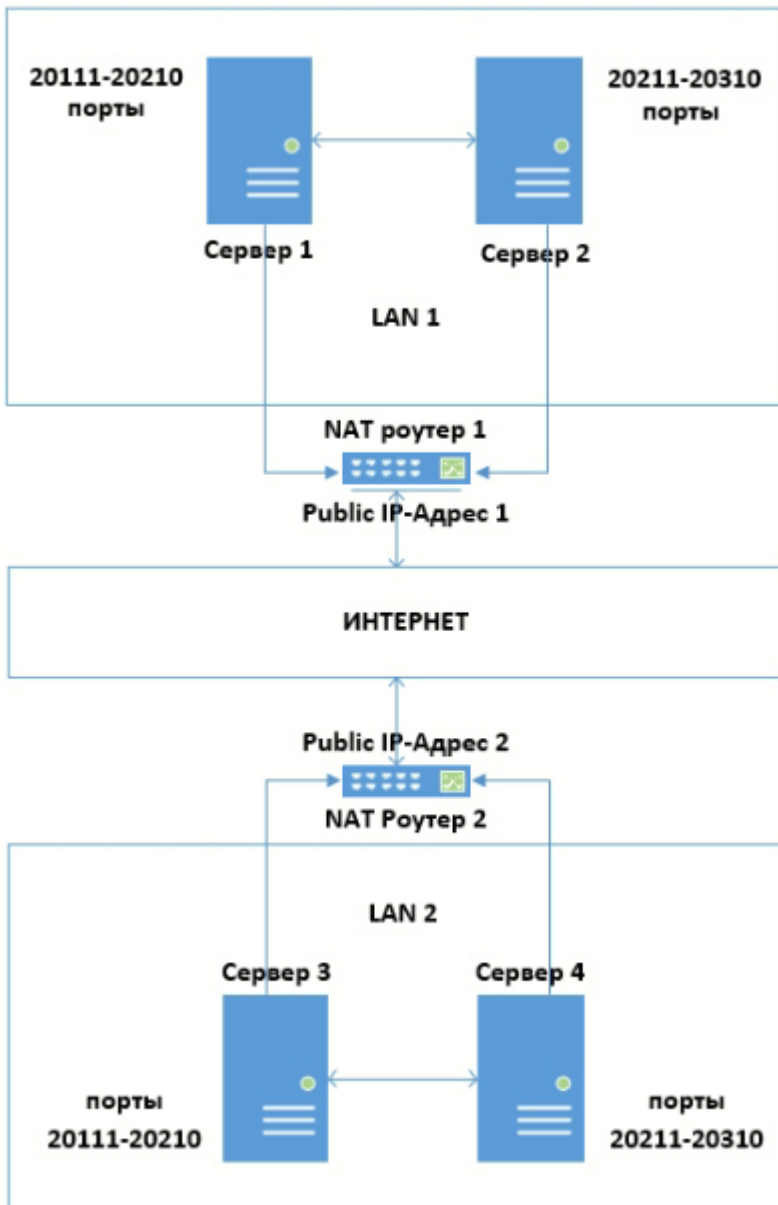 20111-20210
порты
20211-20310
порты
Сервер 1
Сервер 2
LAN 1
NAT роутер 1
Public IP-Адрес 1
ИНТЕРНЕТ
Public IP-Адрес 2
NAT Роутер 2
LAN 2
Сервер 3
Сервер 4
порты
20111-20210
порты
20211-20310